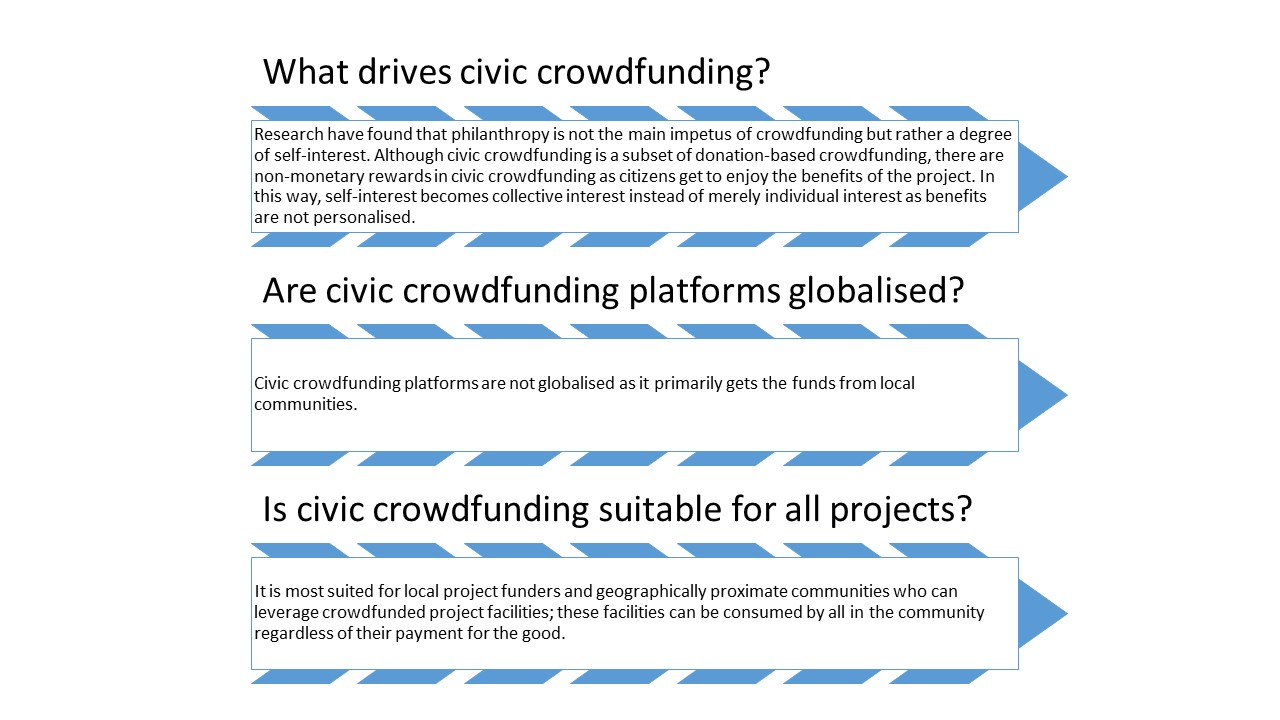 What drives civic crowdfunding?
Research have found that philanthropy is not the main impetus of crowdfunding but rather a degree
of self-interest. Although civic crowdfunding is a subset of donation-based crowdfunding, there are
non-monetary rewards in civic crowdfunding as citizens get to enjoy the benefits of the project. In
this way, self-interest becomes collective interest instead of merely individual interest as benefits
are not personalised.
Are civic crowdfunding platforms globalised?
Civic crowdfunding platforms are not globalised as it primarily gets the funds from local
communities.
Is civic crowdfunding suitable for all projects?
It is most suited for local project funders and geographically proximate communities who can
leverage crowdfunded project facilities; these facilities can be consumed by all in the community
regardless of their payment for the good.